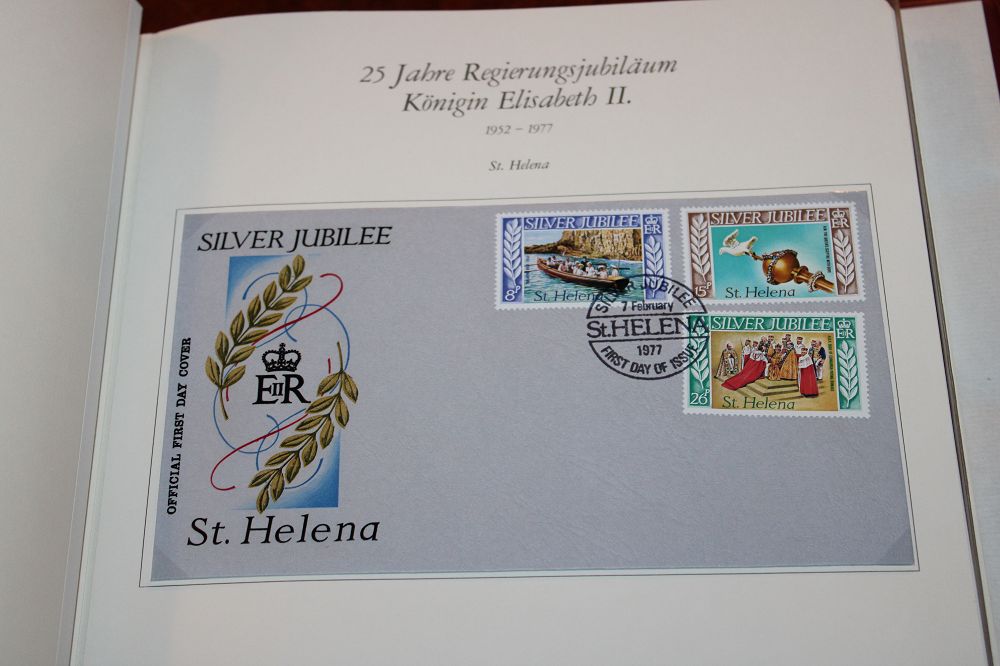 25 Jahre Regierungsjubiläum
Königin Elisabeth II.
1952 – 1977
St. Helena
SILVER JUBILEE
OFFICIAL FIRST DAY COVER
EIIR
St. Helena
SILVER JUBILEE
ER
8P
St. Helena
SILVER JUBILEE
ER
15P
St. Helena
SILVER JUBILEE
7 February
St HELENA
1977
FIRST DAY OF ISSUE
SILVER JUBILEE
ER
26P
St. Helena